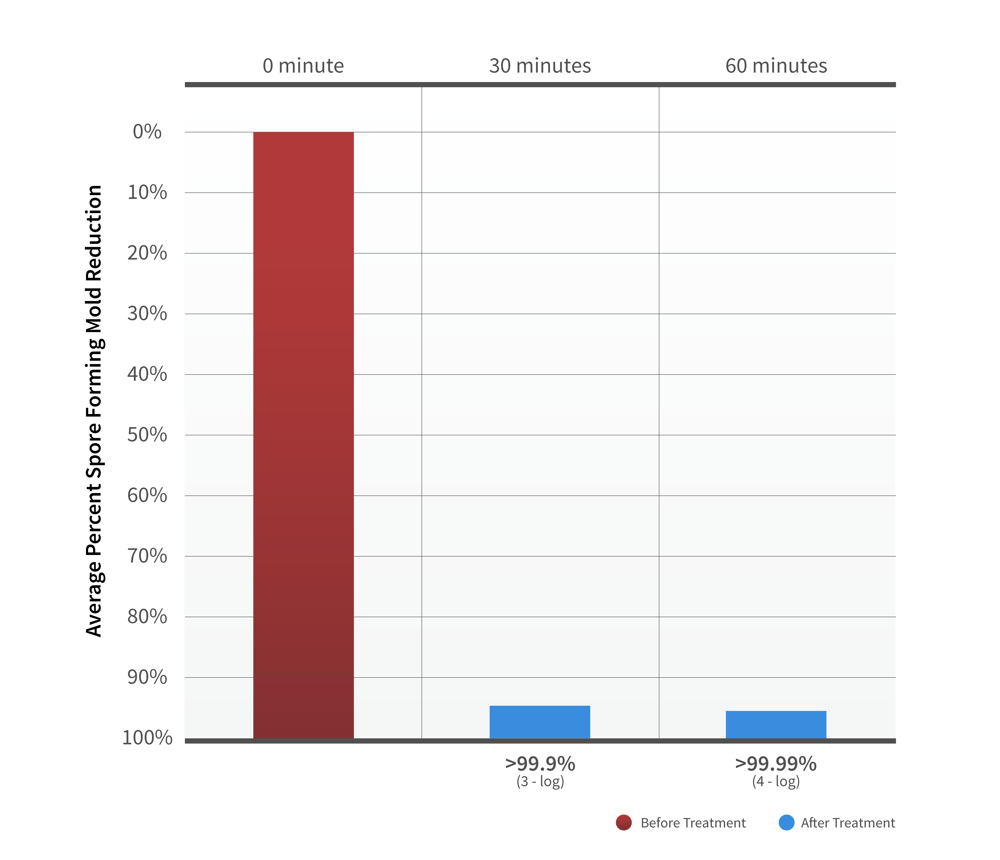 0 minute
30 minutes
60 minutes
Average Percent Spore Forming Mold Reduction
0%
10%
20%
30%
40%
50%
60%
70%
80%
90%
100%
>99.9%
(3 - log)
>99.99%
(4 - log)
Before Treatment
After Treatment